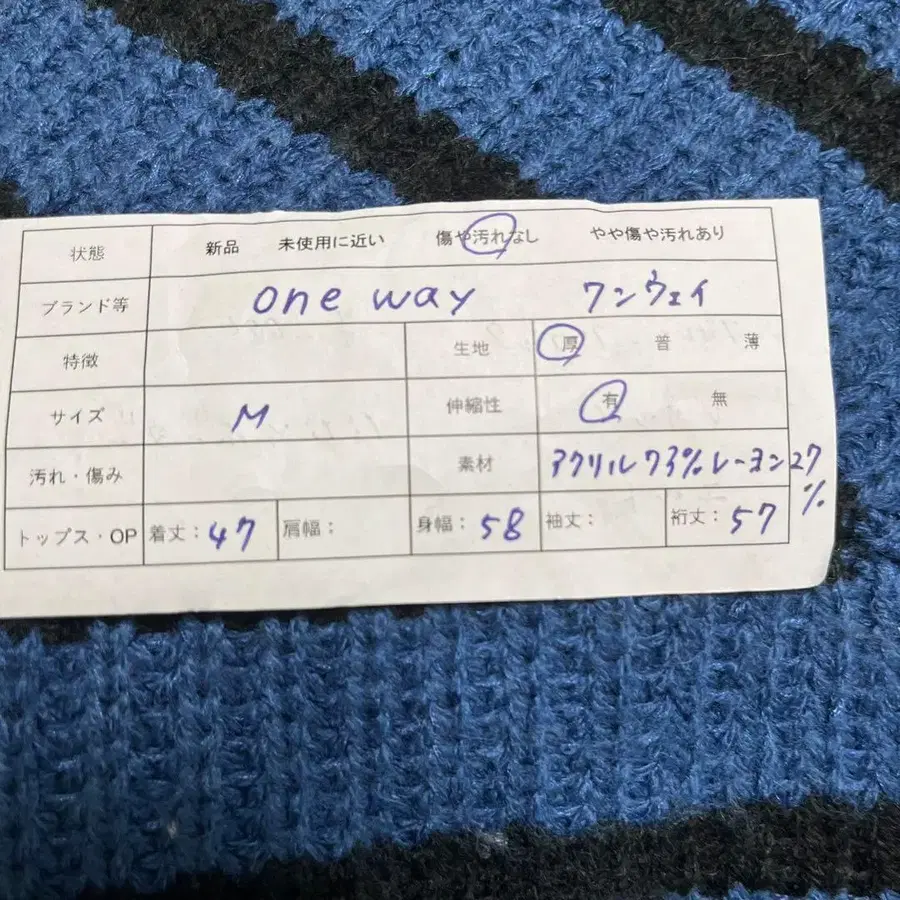 状態 新品 未使用に近い 傷や汚れなし やや傷や汚れあり
ブランド等 one way ワンウェイ
特徴 生地 厚 普 薄
サイズ M 伸縮性 有 無
汚れ・傷み 素材 アクリル73% レーヨン27%
トップス・OP 着丈：47 肩幅： 身幅：58 袖丈： 裄丈：57